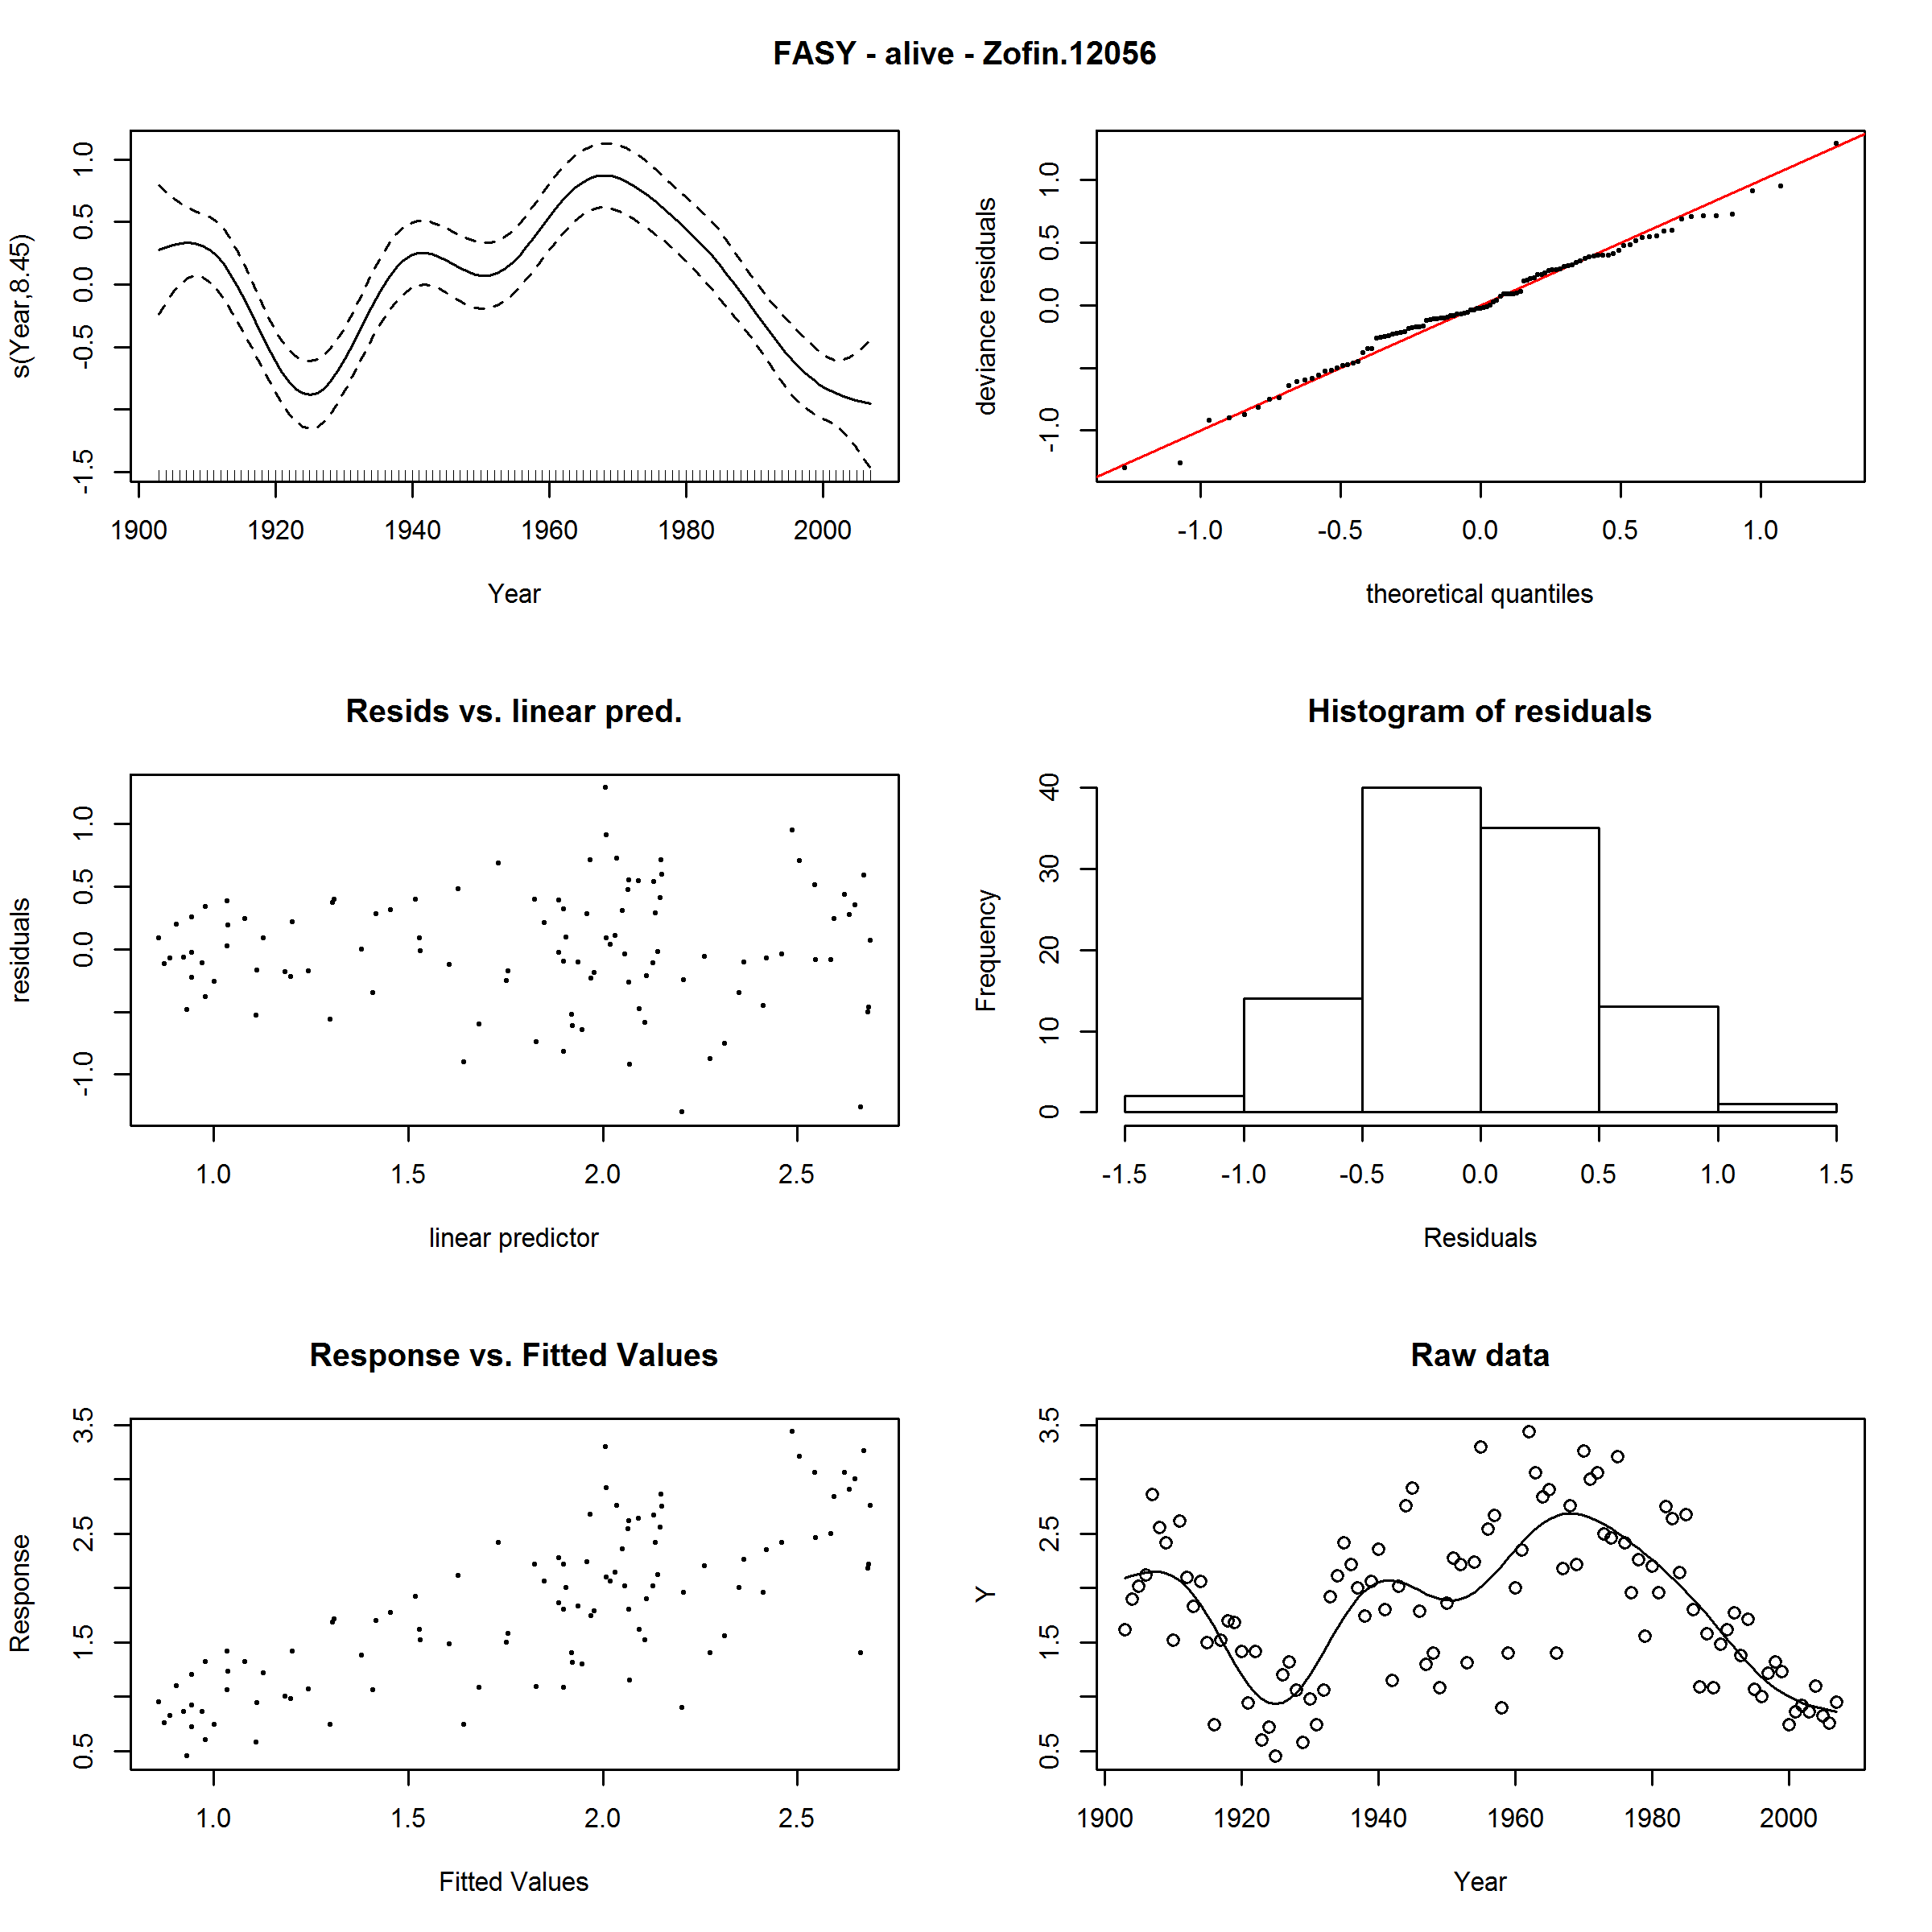 FASY - alive - Zofin.12056
s(Year,8.45)
1.0
0.5
0.0
-0.5
-1.5
1900 1920 1940 1960 1980 2000
Year
deviance residuals
1.0
0.5
0.0
-1.0
-1.0 -0.5 0.0 0.5 1.0
theoretical quantiles
Resids vs. linear pred.
residuals
1.0
0.5
0.0
-1.0
1.0 1.5 2.0 2.5
linear predictor
Histogram of residuals
Frequency
40
30
20
10
0
-1.5 -1.0 -0.5 0.0 0.5 1.0 1.5
Residuals
Response vs. Fitted Values
Response
3.5
2.5
1.5
0.5
1.0 1.5 2.0 2.5
Fitted Values
Raw data
Y
3.5
2.5
1.5
0.5
1900 1920 1940 1960 1980 2000
Year